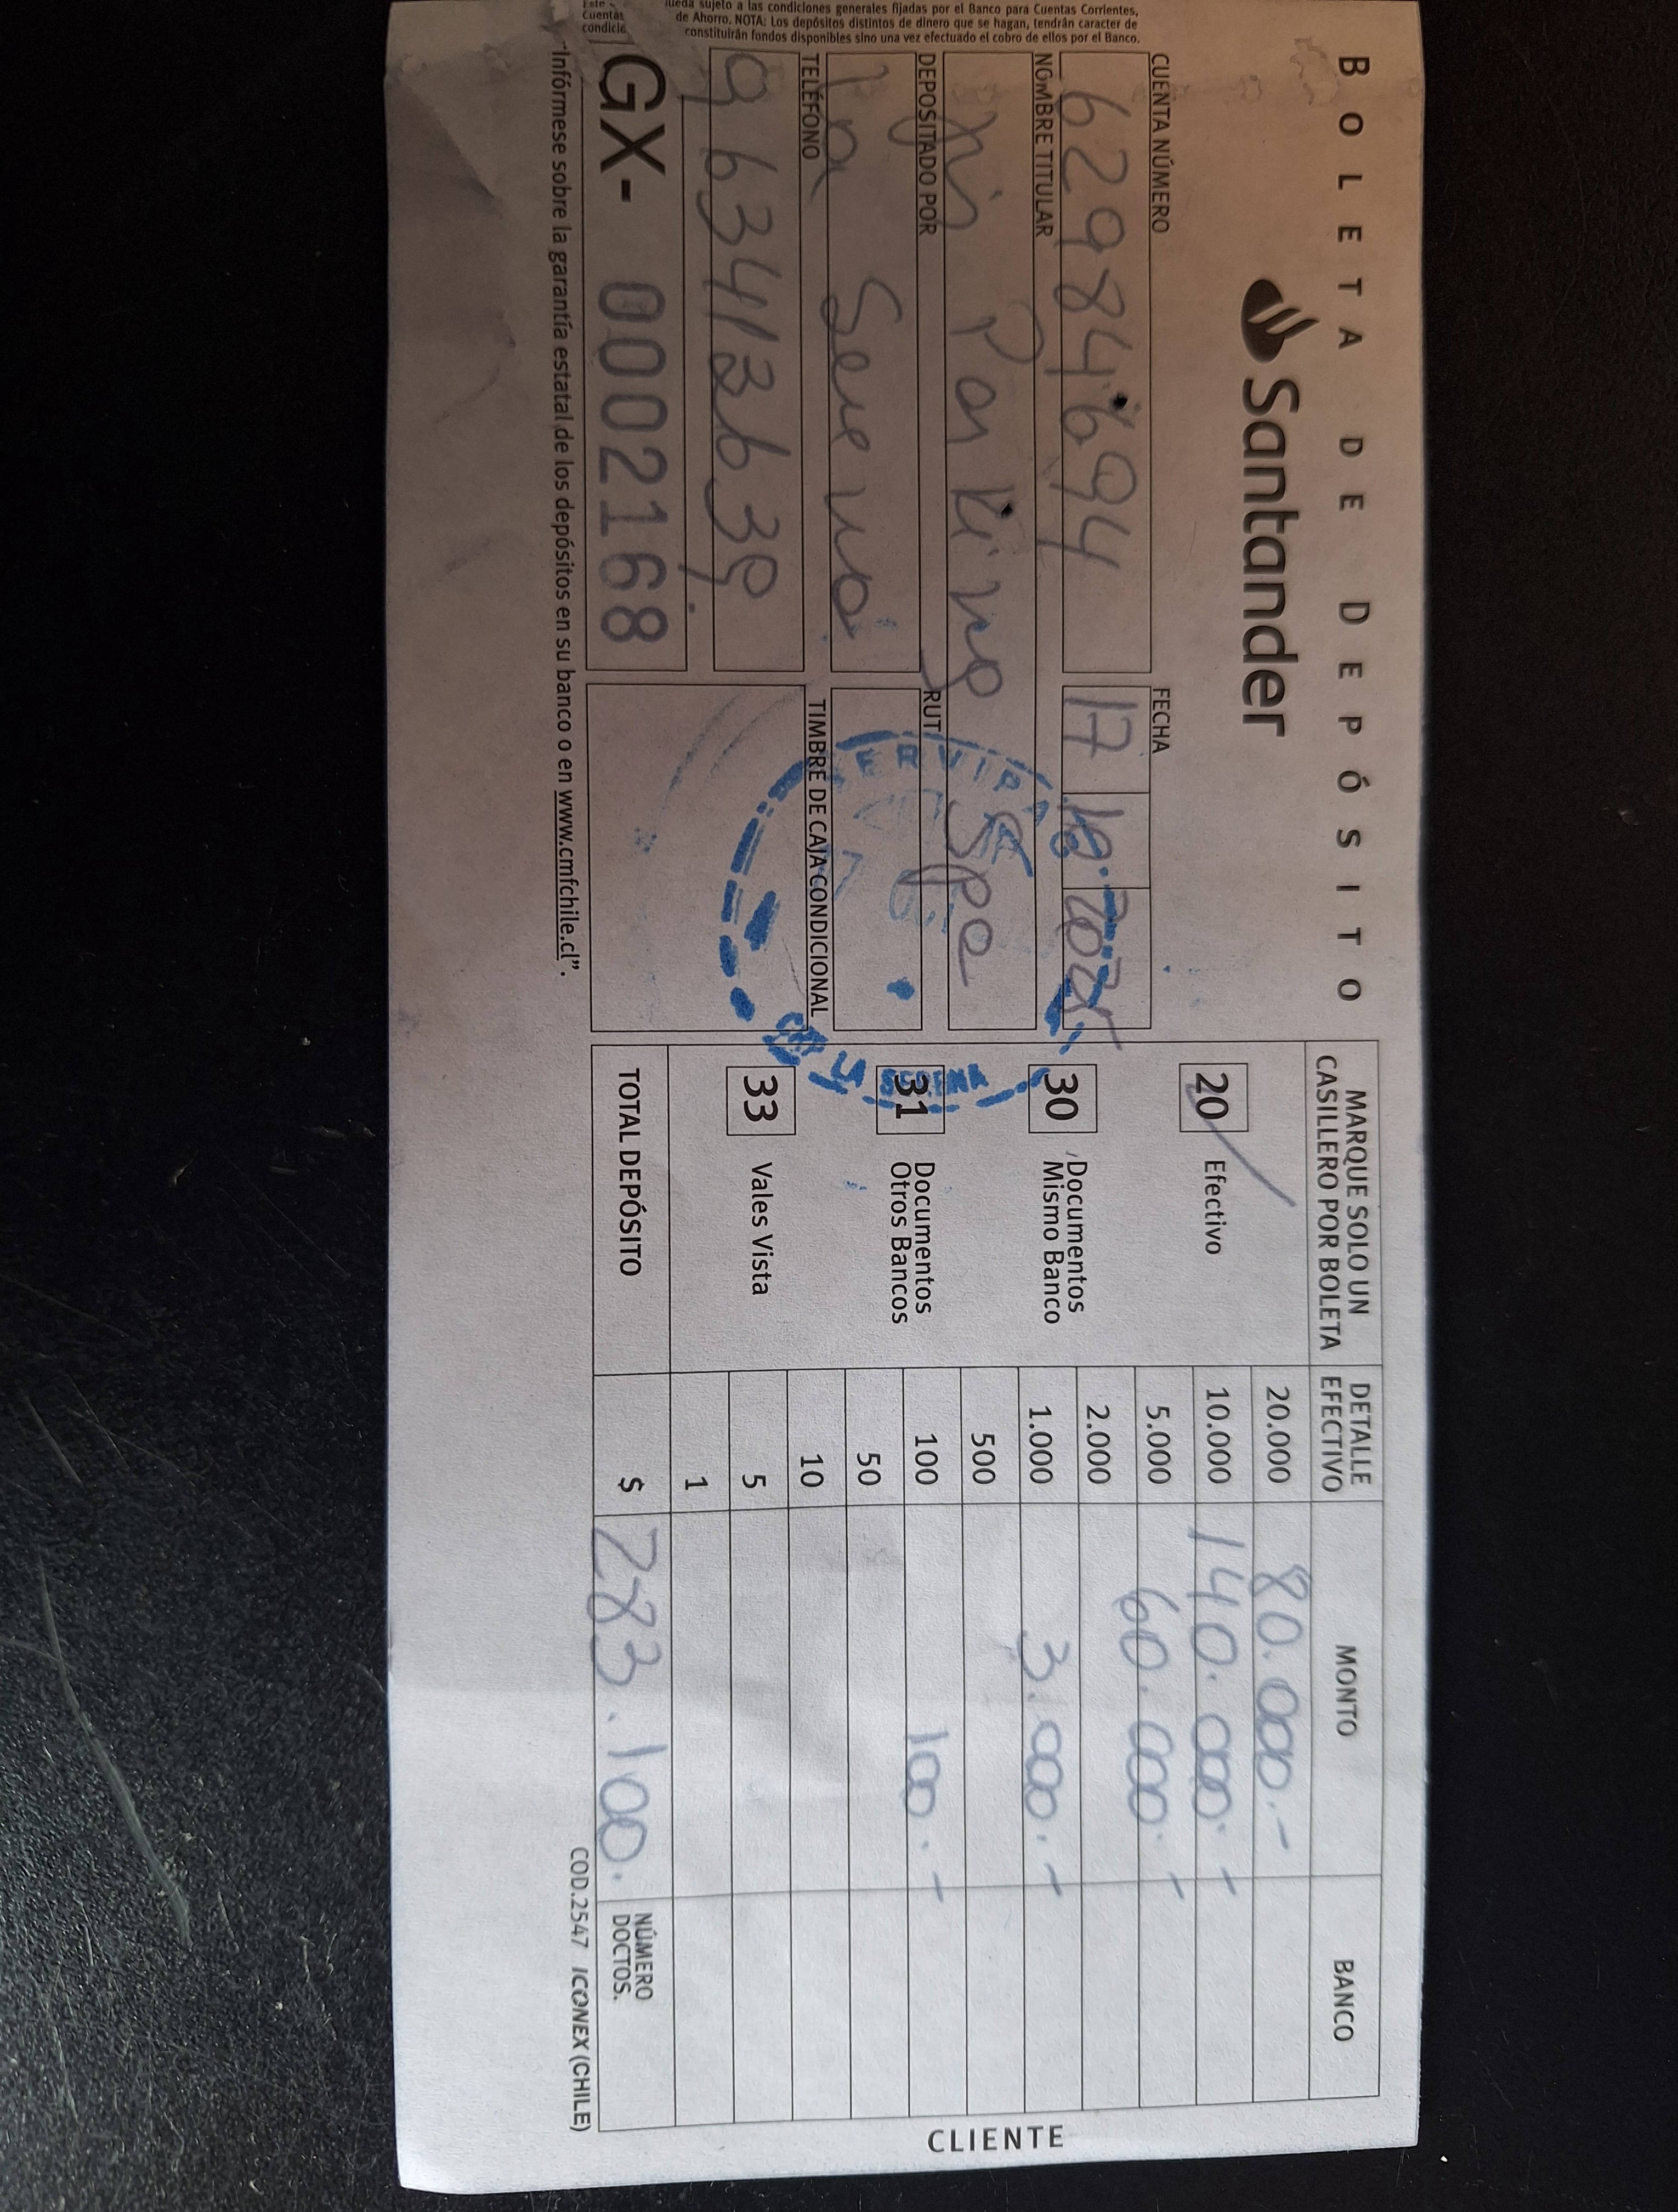 BOLETA DE DEPÓSITO
Santander
CUENTA NÚMERO
FECHA
62984694
17
NOMBRE TITULAR
Mi Parking Spa
DEPOSITADO POR
RUT
TELÉFONO
TIMBRE DE CAJA CONDICIONAL
GX- 0002168
queda sujeto a las condiciones generales fijadas por el Banco para Cuentas Corrientes,
de Ahorro. NOTA: Los depósitos distintos de dinero que se hagan, tendrán caracter de
constituirán fondos disponibles sino una vez efectuado el cobro de ellos por el Banco.
"Infórmese sobre la garantía estatal de los depósitos en su banco o en www.cmfchile.cl".
MARQUE SOLO UN
CASILLERO POR BOLETA
DETALLE
EFECTIVO
MONTO
BANCO
20 Efectivo
30 Documentos
Mismo Banco
31 Documentos
Otros Bancos
33 Vales Vista
20.000 80.000.-
10.000 140.000.-
5.000 60.000.-
2.000
1.000 3.000.-
500
100 100.-
50
10
5
1
TOTAL DEPÓSITO $ 283.100.
NÚMERO
DOCTOS.
COD.2547 ICONEX (CHILE)
CLIENTE